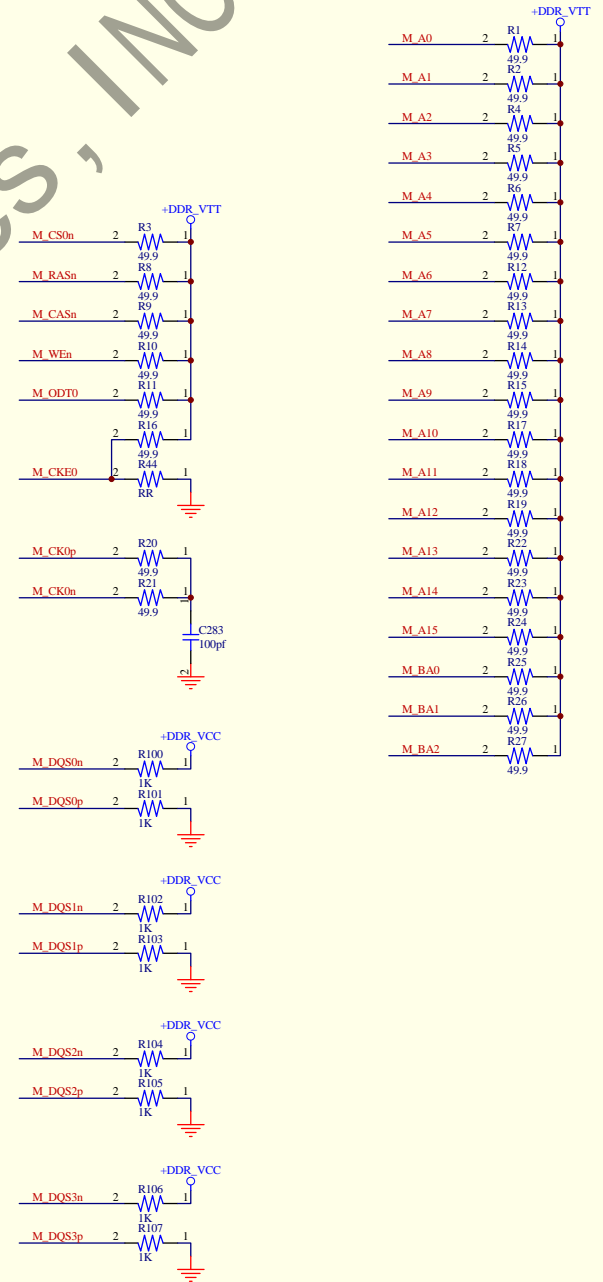 ES, INC
+DDR_VTT
M_CS0n 2 R3 1
49.9
M_RASn 2 R8 1
49.9
M_CASn 2 R9 1
49.9
M_WEn 2 R10 1
49.9
M_ODT0 2 R11 1
49.9
2 R16 1
49.9
M_CKE0 2 R44 1
RR
M_CK0p 2 R20 1
49.9
M_CK0n 2 R21 1
49.9
1
C283
100pf
2
+DDR_VCC
M_DQS0n 2 R100 1
1K
M_DQS0p 2 R101 1
1K
+DDR_VCC
M_DQS1n 2 R102 1
1K
M_DQS1p 2 R103 1
1K
+DDR_VCC
M_DQS2n 2 R104 1
1K
M_DQS2p 2 R105 1
1K
+DDR_VCC
M_DQS3n 2 R106 1
1K
M_DQS3p 2 R107 1
1K
+DDR_VTT
M_A0 2 R1 1
49.9
M_A1 2 R2 1
49.9
M_A2 2 R4 1
49.9
M_A3 2 R5 1
49.9
M_A4 2 R6 1
49.9
M_A5 2 R7 1
49.9
M_A6 2 R12 1
49.9
M_A7 2 R13 1
49.9
M_A8 2 R14 1
49.9
M_A9 2 R15 1
49.9
M_A10 2 R17 1
49.9
M_A11 2 R18 1
49.9
M_A12 2 R19 1
49.9
M_A13 2 R22 1
49.9
M_A14 2 R23 1
49.9
M_A15 2 R24 1
49.9
M_BA0 2 R25 1
49.9
M_BA1 2 R26 1
49.9
M_BA2 2 R27 1
49.9